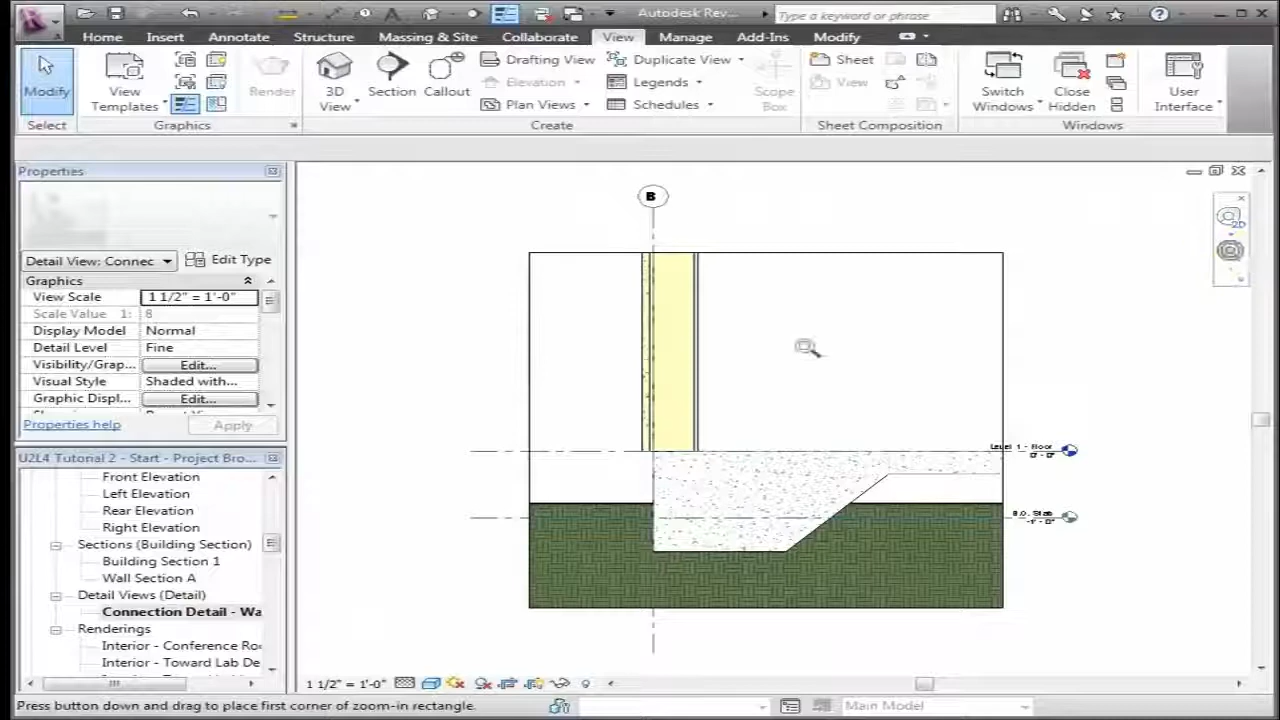 Autodesk Rev...
Type a keyword or phrase
Home Insert Annotate Structure Massing & Site Collaborate View Manage Add-Ins Modify
Modify
View
Templates
Render
3D
View
Section
Callout
Drafting View
Elevation
Plan Views
Duplicate View
Legends
Schedules
Scope
Box
Sheet
View
Switch
Windows
Close
Hidden
User
Interface
Select Graphics Create Sheet Composition Windows
Properties
Detail View: Connec
Edit Type
Graphics
View Scale 1 1/2" = 1'-0"
Scale Value 1: 8
Display Model Normal
Detail Level Fine
Visibility/Grap... Edit...
Visual Style Shaded with...
Graphic Displ... Edit...
Properties help Apply
U2L4 Tutorial 2 - Start - Project Bro...
Front Elevation
Left Elevation
Rear Elevation
Right Elevation
Sections (Building Section)
Building Section 1
Wall Section A
Detail Views (Detail)
Connection Detail - Wa
Renderings
Interior - Conference Ro
Interior - Toward Lab De
B
Level 1 - Floor
0' - 0"
B.O. Slab
-1' - 0"
1 1/2" = 1'-0"
Press button down and drag to place first corner of zoom-in rectangle.
Main Model